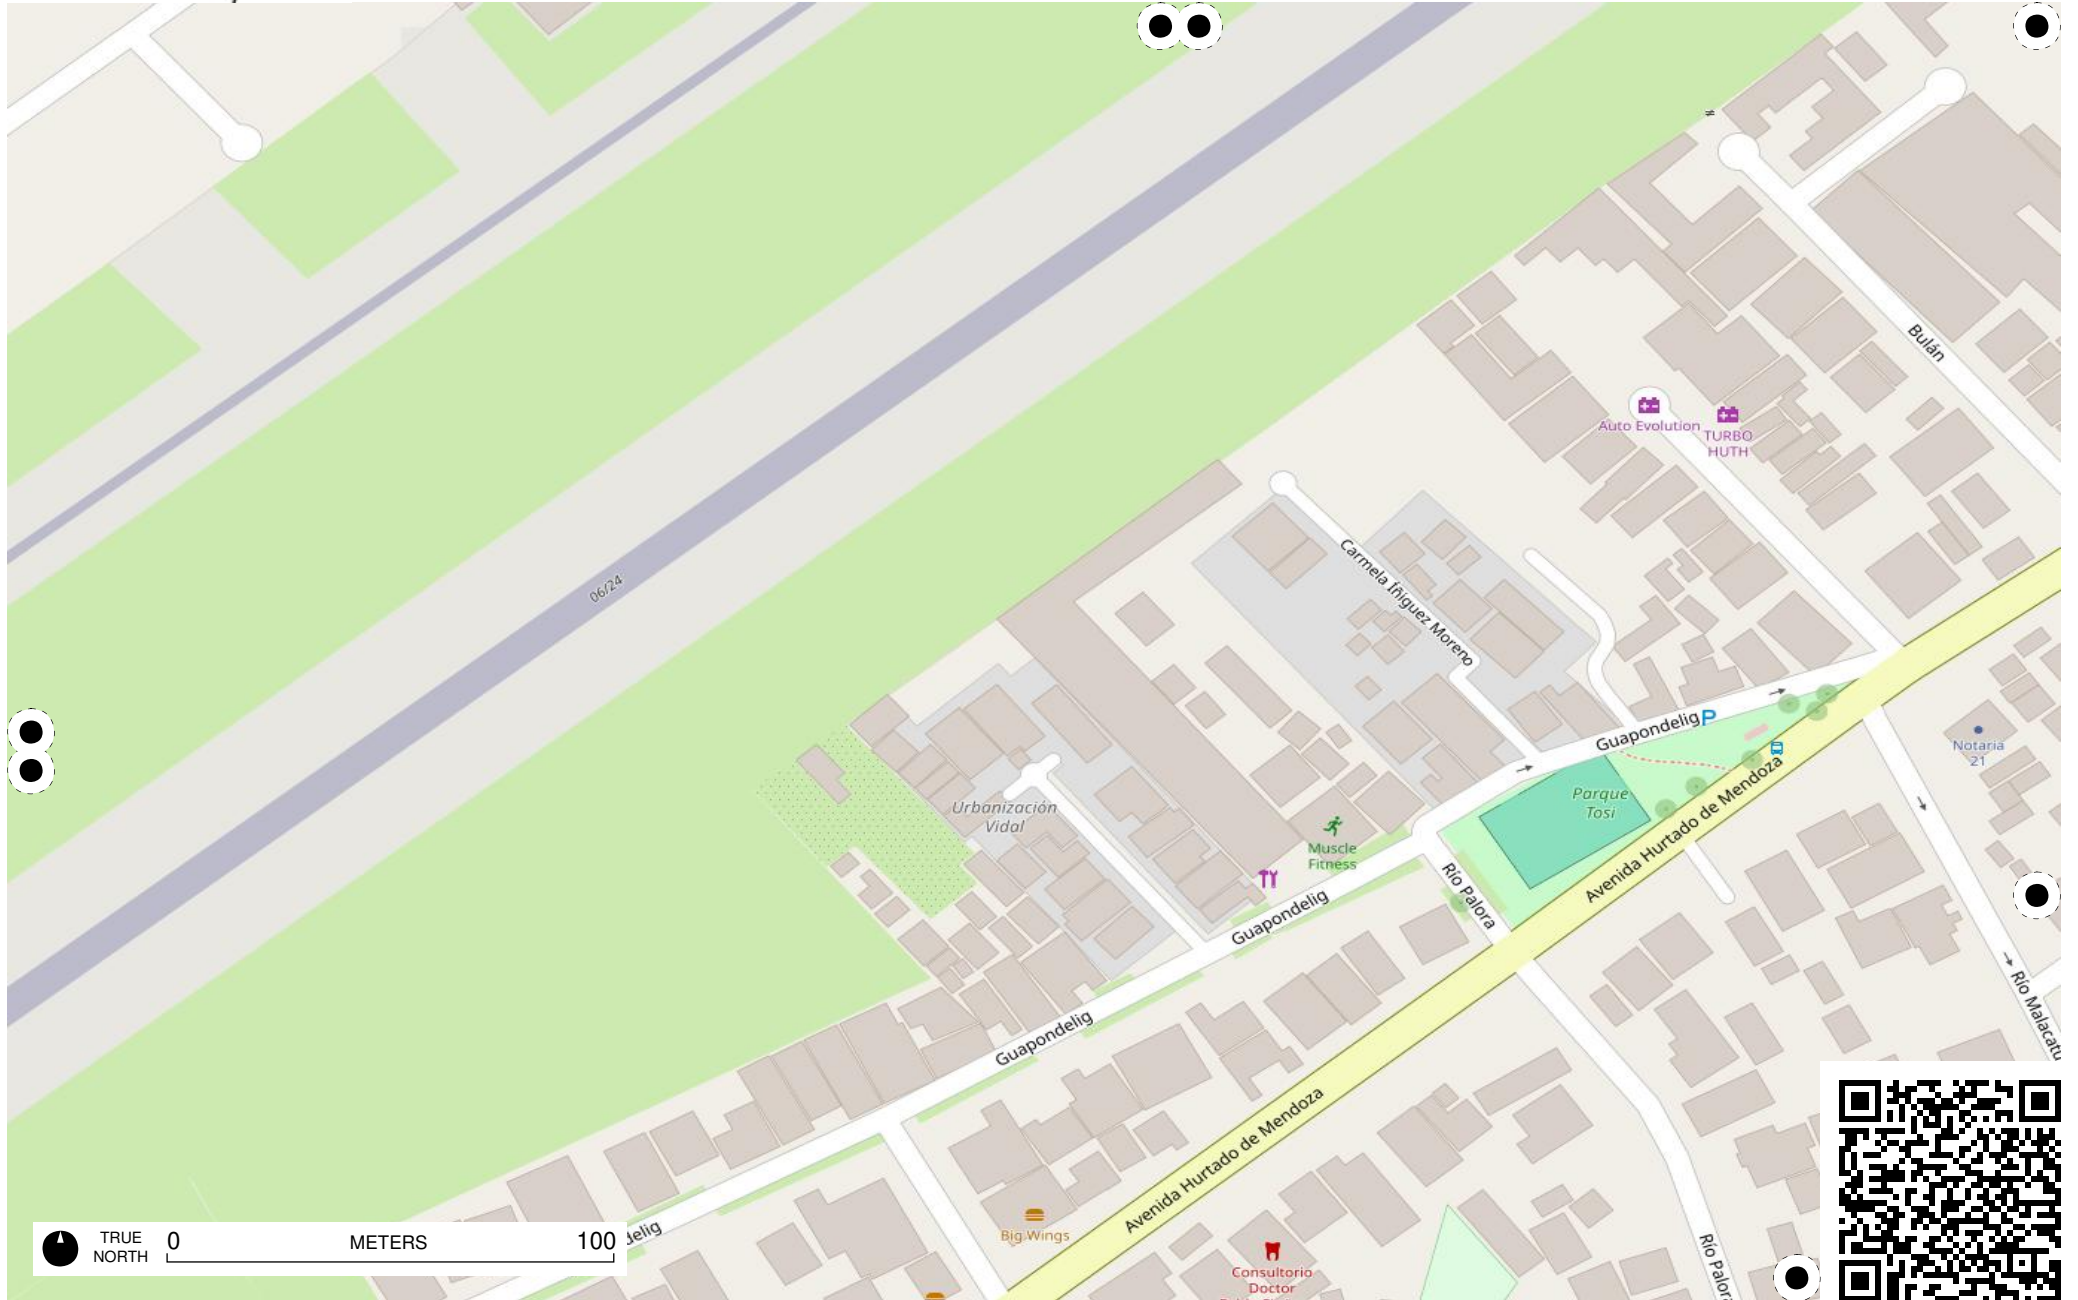 Bulán
Auto Evolution
TURBO
HUTH
Carmela Iñiguez Moreno
06/24
Guapondelig
P
Notaría
21
Parque
Tosi
Urbanización
Vidal
Avenida Hurtado de Mendoza
Muscle
Fitness
Río Palora
Guapondelig
Río Malacatu
Guapondelig
Avenida Hurtado de Mendoza
Big Wings
delig
Río Palora
Consultorio
Doctor
TRUE
NORTH
0 METERS 100